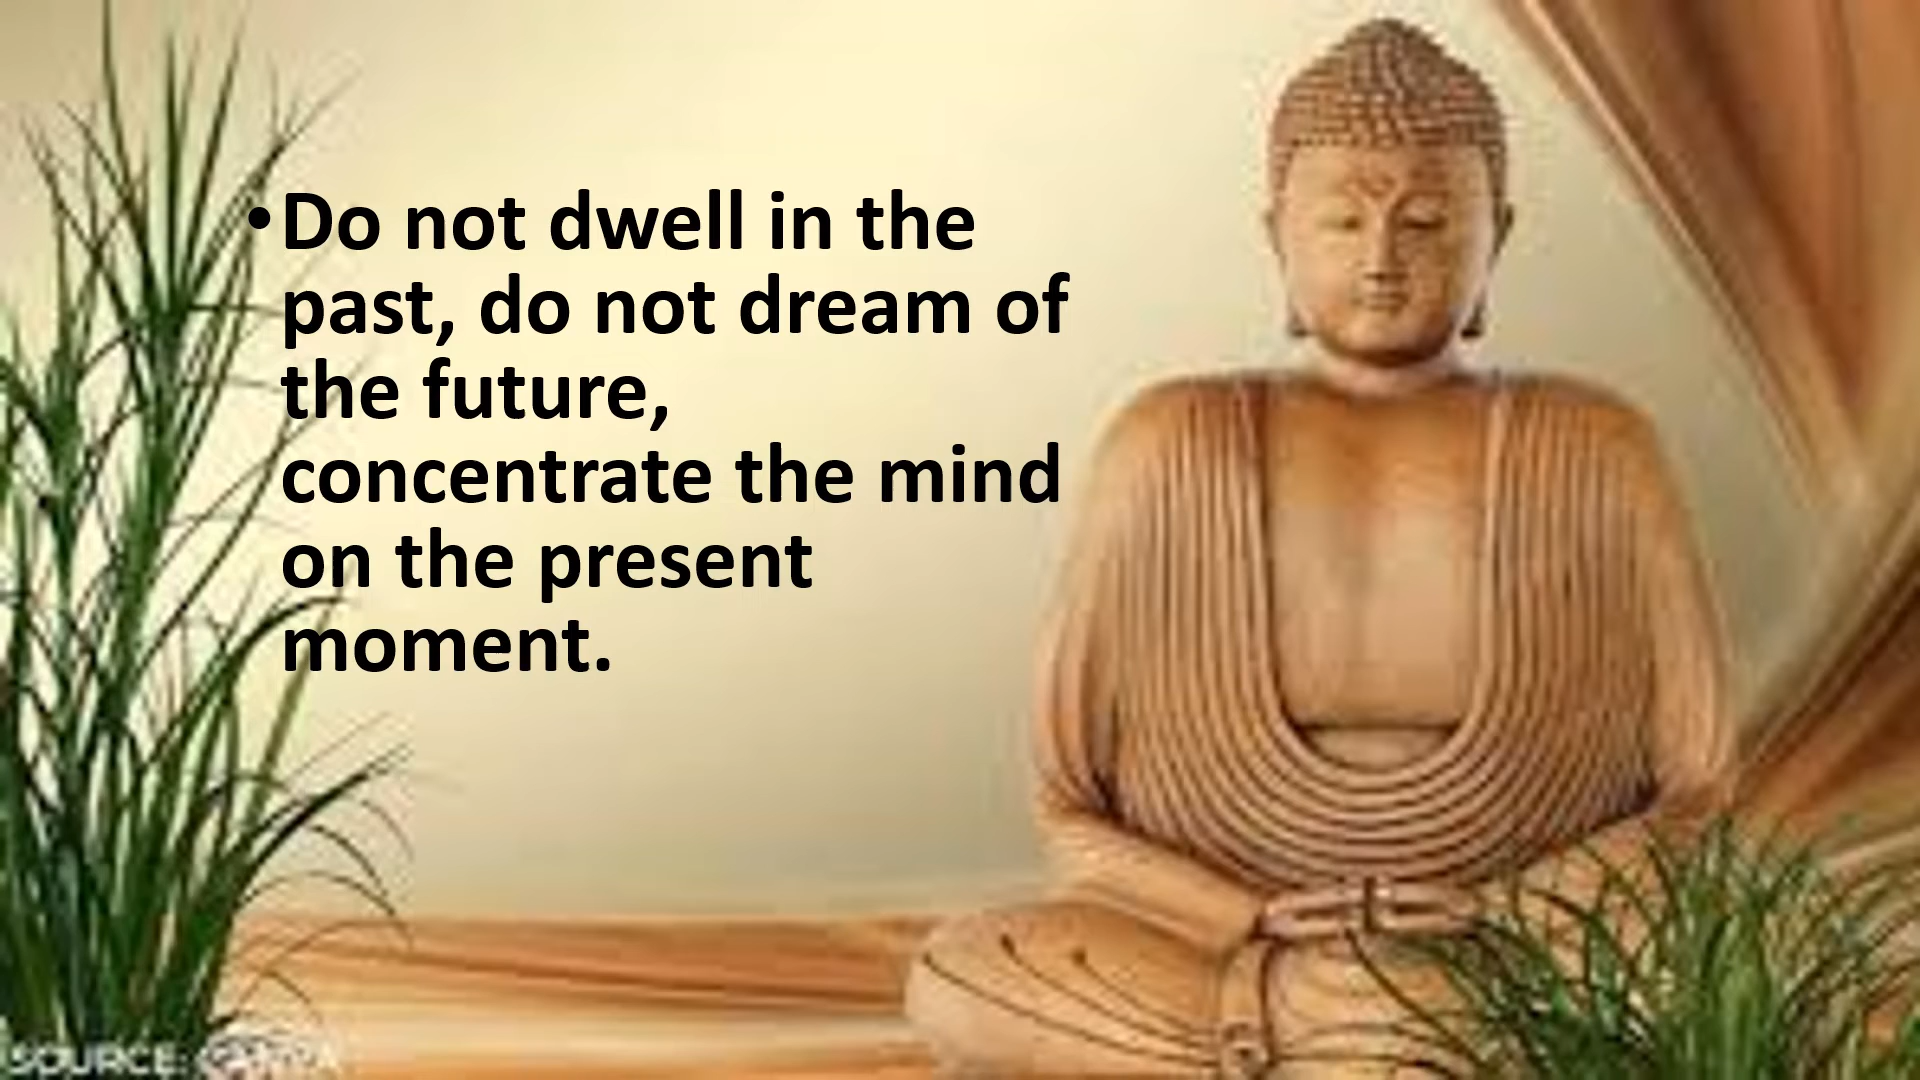 •Do not dwell in the
past, do not dream of
the future,
concentrate the mind
on the present
moment.
SOURCE: